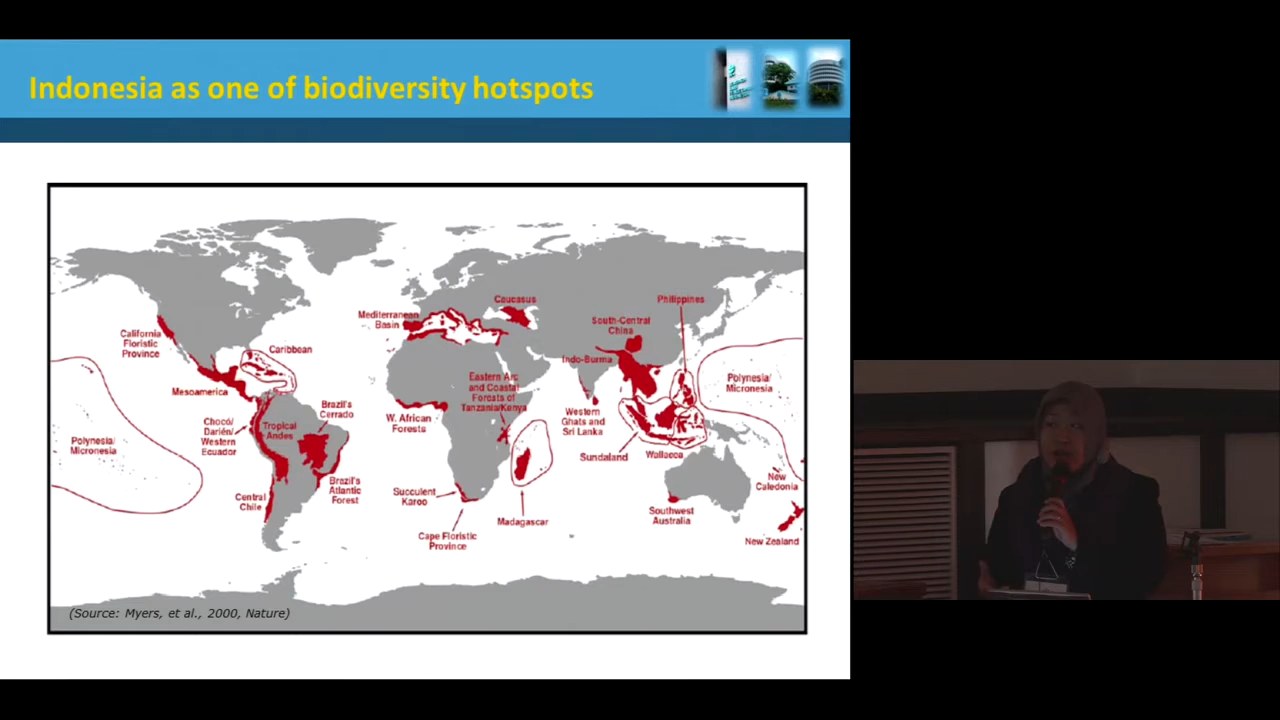 Indonesia as one of biodiversity hotspots
Mediterranean
Basin
Caucasus
Philippines
South-Central
China
California
Floristic
Province
Caribbean
Indo-Burma
Mesoamerica
Eastern Arc
and Coastal
Forests of
Tanzania/Kenya
Polynesia/
Micronesia
Brazil's
Cerrado
W. African
Forests
Western
Ghats and
Sri Lanka
Chocó/
Darién/
Western
Ecuador
Tropical
Andes
Polynesia/
Micronesia
Sundaland
Wallacea
Brazil's
Atlantic
Forest
Central
Chile
Succulent
Karoo
Madagascar
Cape Floristic
Province
Southwest
Australia
New
Caledonia
New Zealand
(Source: Myers, et al., 2000, Nature)